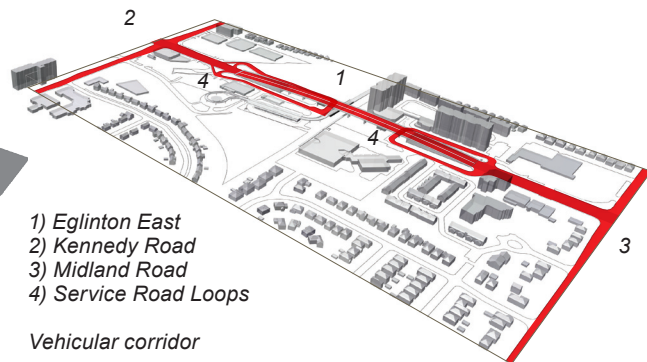 2
1
4
4
3
1) Eglinton East
2) Kennedy Road
3) Midland Road
4) Service Road Loops
Vehicular corridor